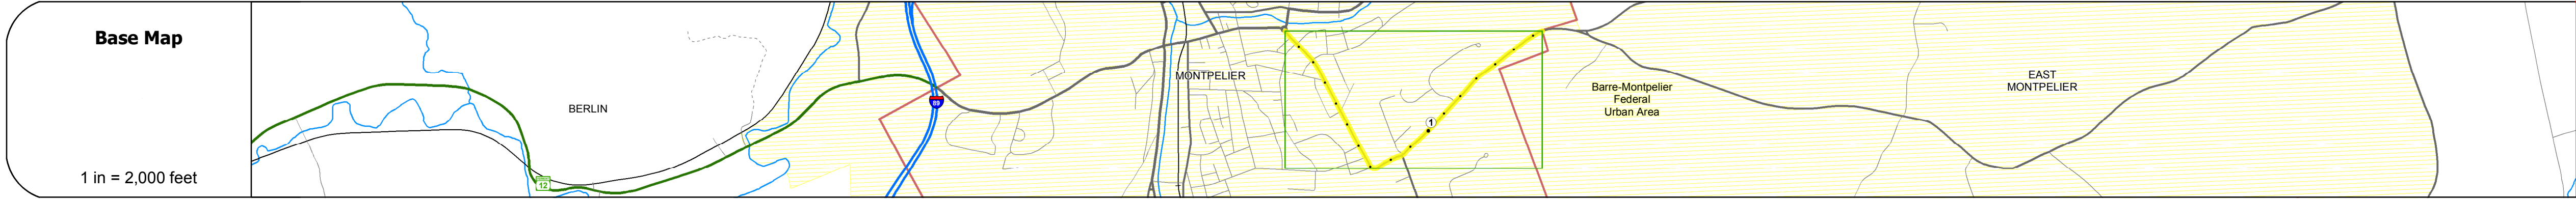 Base Map
1 in = 2,000 feet
BERLIN
12
89
MONTPELIER
1
Barre-Montpelier
Federal
Urban Area
EAST
MONTPELIER